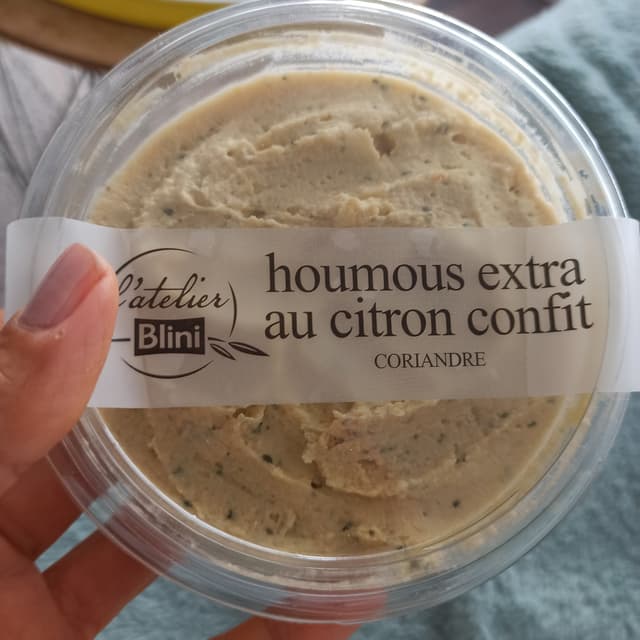 l'atelier
Blini
houmous extra
au citron confit
CORIANDRE